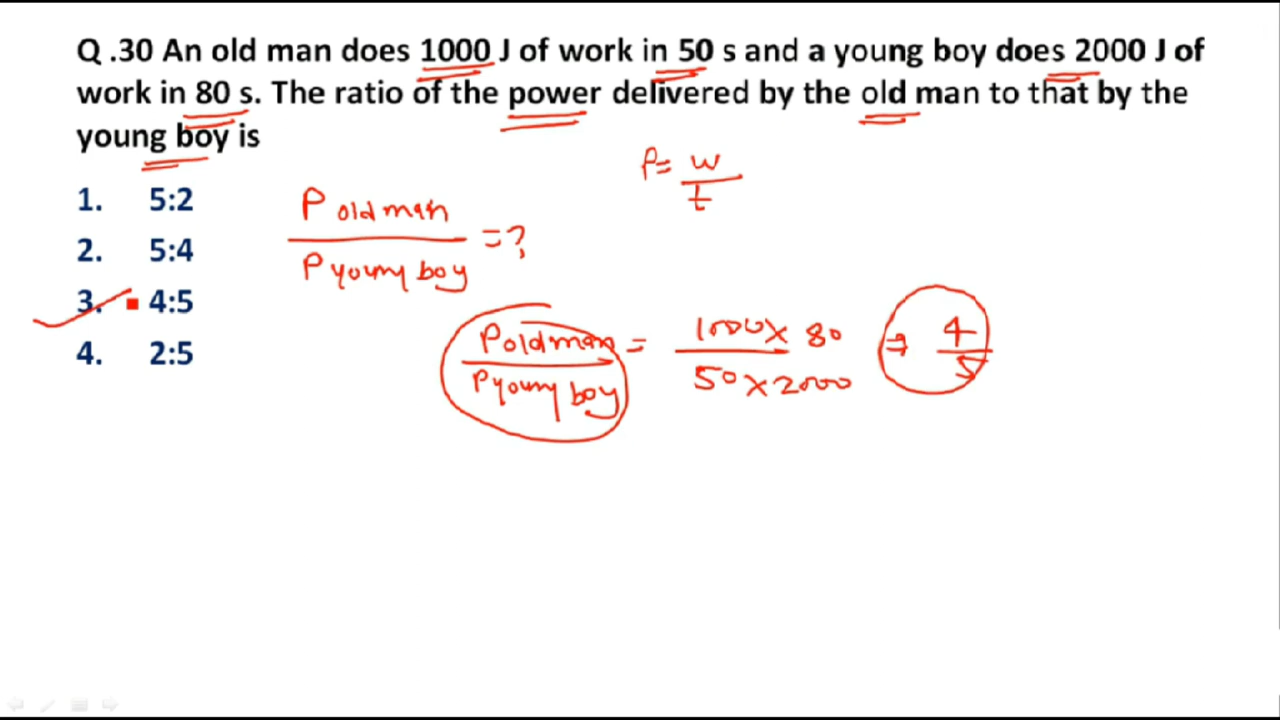 Q .30 An old man does 1000 J of work in 50 s and a young boy does 2000 J of
work in 80 s. The ratio of the power delivered by the old man to that by the
young boy is
P = w
t
1. 5:2
2. 5:4
3. 4:5
4. 2:5
P old man
P young boy
= ?
P old man
P young boy
= 1000 x 80
50 x 2000
⇒ 4
5